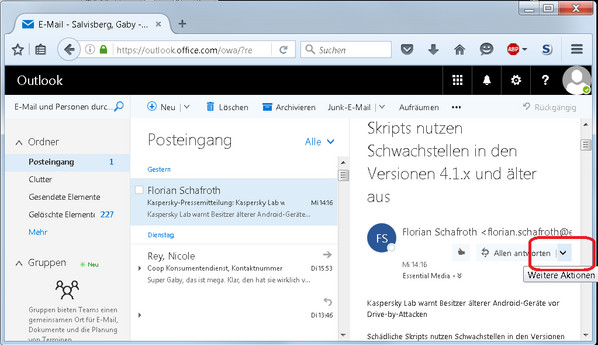 E-Mail - Salvisberg, Gaby -...
https://outlook.office.com/owa/?re
Suchen
ABP
S
Outlook
E-Mail und Personen durc...
Neu
Löschen
Archivieren
Junk-E-Mail
Aufräumen
Rückgängig
Ordner
Posteingang 1
Clutter
Gesendete Elemente
Gelöschte Elemente 227
Mehr
Gruppen
Neu
Gruppen bieten Teams einen
gemeinsamen Ort für E-Mail,
Dokumente und die Planung
von Terminen.
Posteingang
Alle
Gestern
Florian Schafroth
Kaspersky-Pressemitteilung: Kaspersky Lab w Mi 14:16
Kaspersky Lab warnt Besitzer älterer Android-Geräte...
Dienstag
Rey, Nicole
Coop Konsumentendienst, Kontaktnummer Di 15:53
Super Gaby, das ist mega. Klar, den hat sie wirklich v...
Di 13:46
Skripts nutzen
Schwachstellen in den
Versionen 4.1.x und älter
aus
FS
Florian Schafroth <florian.schafroth@e
Allen antworten
Mi 14:16
Weitere Aktionen
Essential Media
Kaspersky Lab warnt Besitzer älterer Android-Geräte vor
Drive-by-Attacken
Schädliche Skripts nutzen Schwachstellen in den Versionen